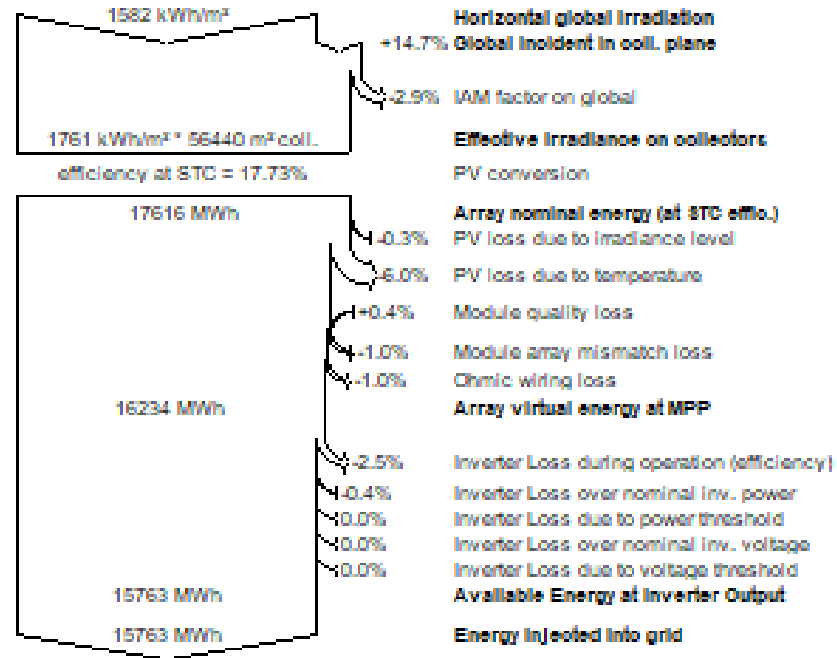 1582 kWh/m² Horizontal global irradiation
+14.7% Global incident in coll. plane
-2.9% IAM factor on global
1761 kWh/m² * 56440 m² coll. Effective irradiance on collectors
efficiency at STC = 17.73% PV conversion
17616 MWh Array nominal energy (at STC effic.)
-0.3% PV loss due to irradiance level
-6.0% PV loss due to temperature
+0.4% Module quality loss
-1.0% Module array mismatch loss
-1.0% Ohmic wiring loss
16234 MWh Array virtual energy at MPP
-2.5% Inverter Loss during operation (efficiency)
-0.4% Inverter Loss over nominal inv. power
0.0% Inverter Loss due to power threshold
0.0% Inverter Loss over nominal inv. voltage
0.0% Inverter Loss due to voltage threshold
15763 MWh Available Energy at Inverter Output
15763 MWh Energy injected into grid